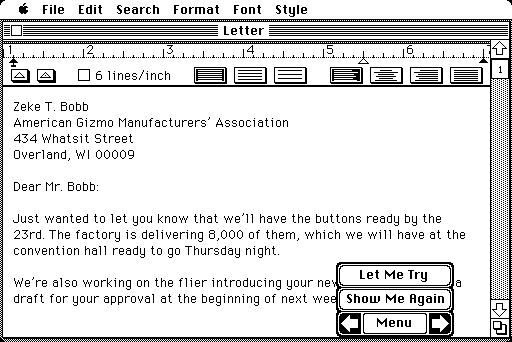 File Edit Search Format Font Style
Letter
1 2 3 4 5 6 7
6 lines/inch
1
Zeke T. Bobb
American Gizmo Manufacturers' Association
434 Whatsit Street
Overland, WI 00009
Dear Mr. Bobb:
Just wanted to let you know that we'll have the buttons ready by the
23rd. The factory is delivering 8,000 of them, which we will have at the
convention hall ready to go Thursday night.
We're also working on the flier introducing your new a
draft for your approval at the beginning of next wee
Let Me Try
Show Me Again
Menu